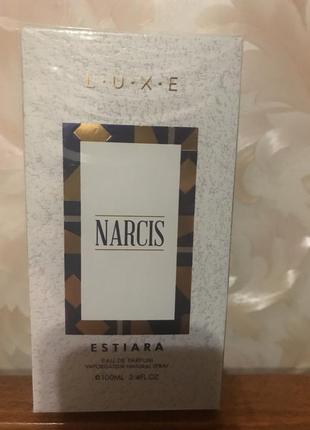 L·U·X·E
NARCIS
ESTIARA
EAU DE PARFUM
VAPORISATEUR NATURAL SPRAY
℮100ML 3.4FL.OZ